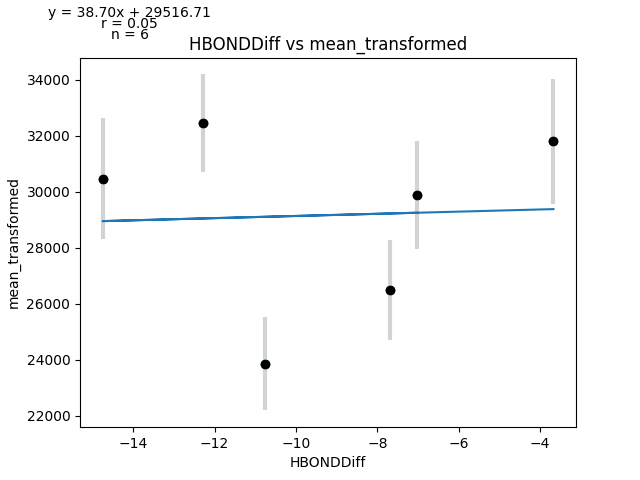 y = 38.70x + 29516.71
r = 0.05
n = 6
HBONDDiff vs mean_transformed
34000
32000
30000
28000
26000
24000
22000
mean_transformed
−14
−12
−10
−8
−6
−4
HBONDDiff